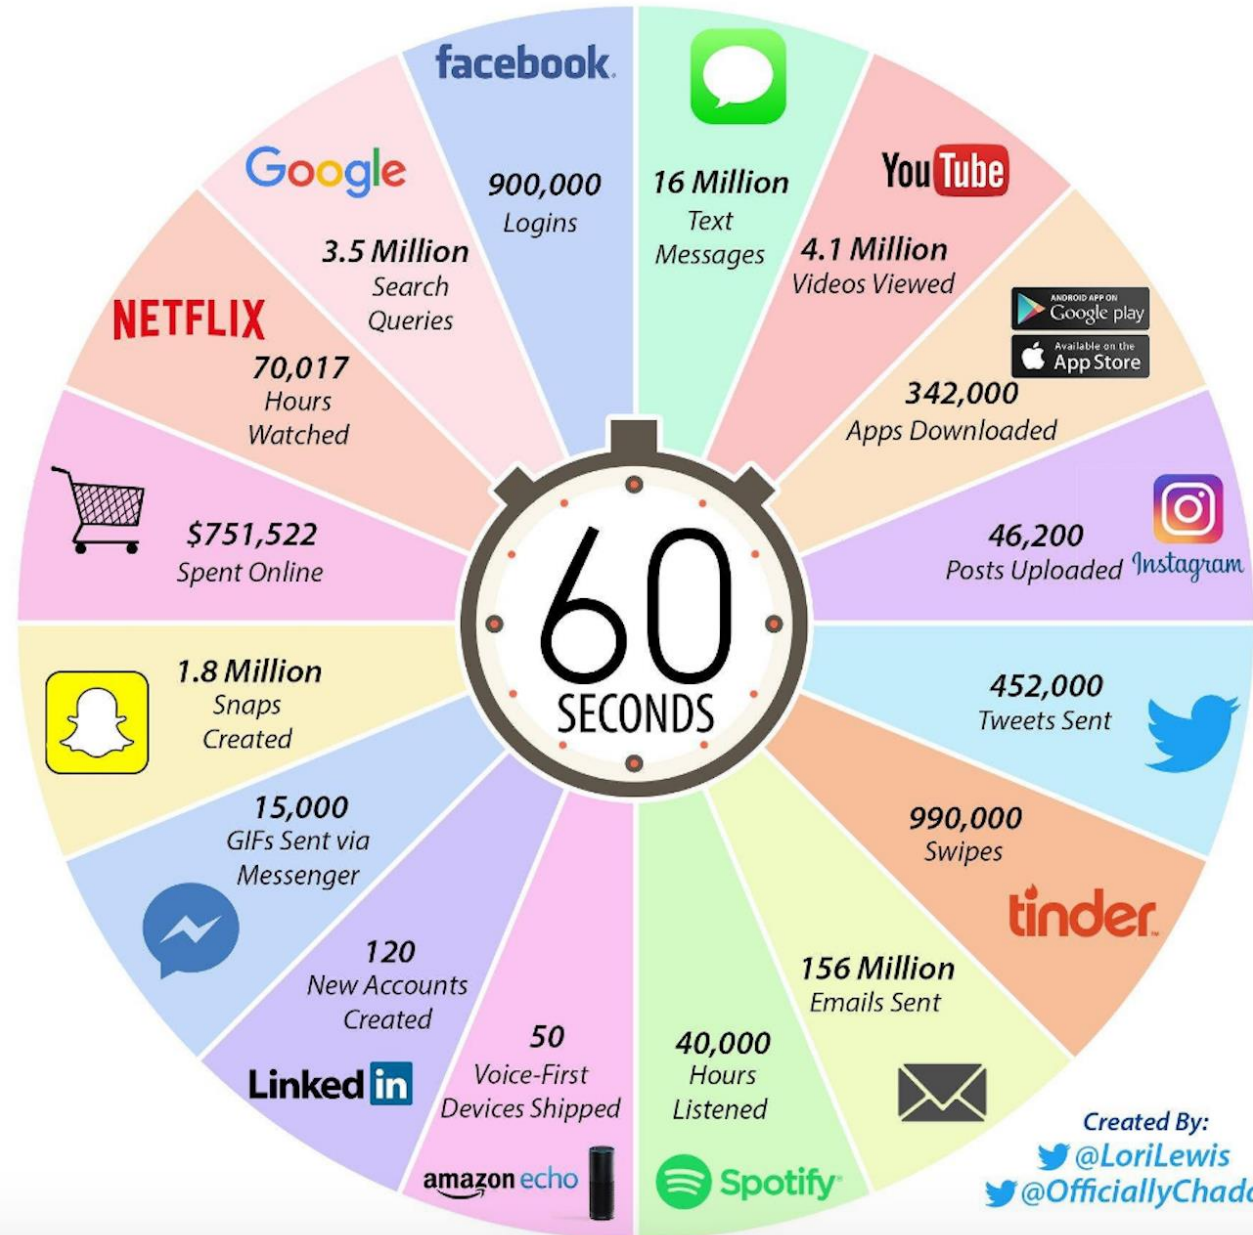 facebook
900,000
Logins
16 Million
Text
Messages
YouTube
4.1 Million
Videos Viewed
ANDROID APP ON
Google play
Available on the
App Store
342,000
Apps Downloaded
46,200
Posts Uploaded
Instagram
452,000
Tweets Sent
990,000
Swipes
tinder
156 Million
Emails Sent
40,000
Hours
Listened
Spotify
50
Voice-First
Devices Shipped
amazon echo
120
New Accounts
Created
Linked in
15,000
GIFs Sent via
Messenger
1.8 Million
Snaps
Created
$751,522
Spent Online
NETFLIX
70,017
Hours
Watched
Google
3.5 Million
Search
Queries
60
SECONDS
Created By:
@LoriLewis
@OfficiallyChadd